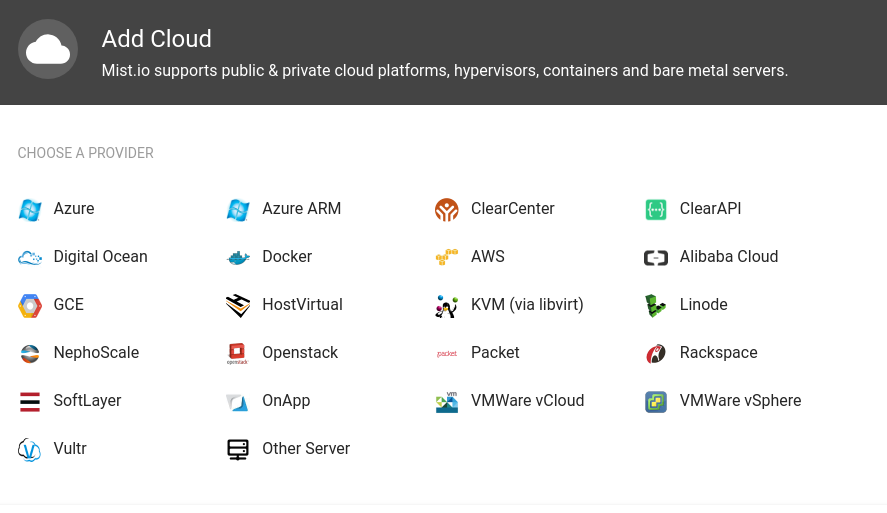 Add Cloud
Mist.io supports public & private cloud platforms, hypervisors, containers and bare metal servers.
CHOOSE A PROVIDER
Azure
Azure ARM
ClearCenter
ClearAPI
Digital Ocean
Docker
AWS
Alibaba Cloud
GCE
HostVirtual
KVM (via libvirt)
Linode
NephoScale
openstack
Openstack
packet
Packet
Rackspace
SoftLayer
OnApp
vm
VMWare vCloud
VMWare vSphere
Vultr
Other Server